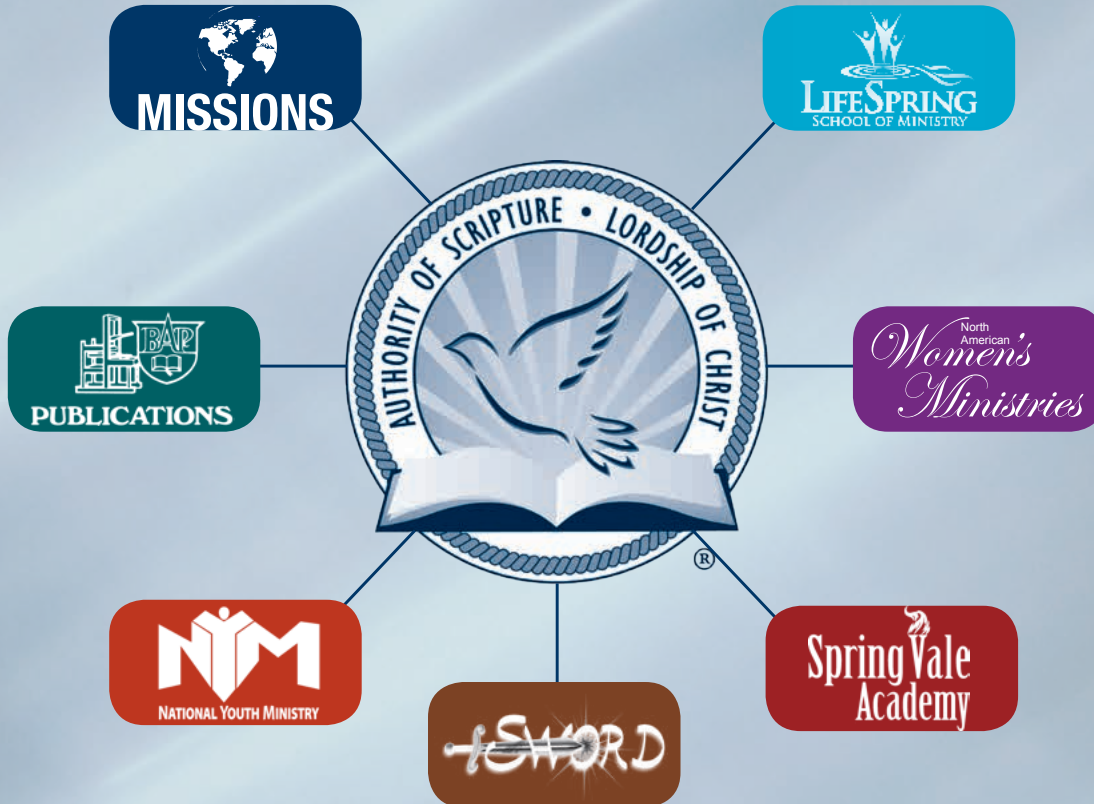 MISSIONS
LIFESPRING
SCHOOL OF MINISTRY
AUTHORITY OF SCRIPTURE • LORDSHIP OF CHRIST
BAP
PUBLICATIONS
North
American
Women's
Ministries
®
NYM
NATIONAL YOUTH MINISTRY
Spring Vale
Academy
SWORD